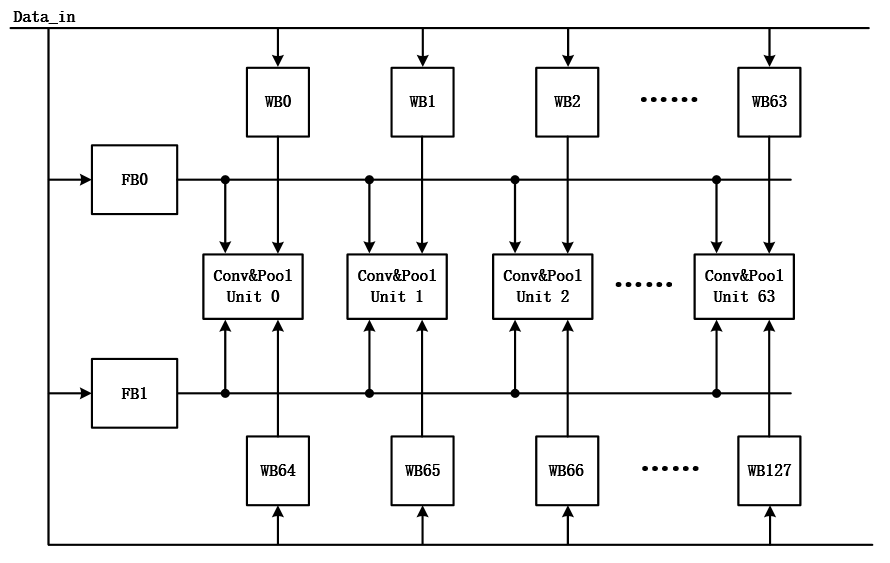 Data_in
WB0
WB1
WB2
······
WB63
FB0
Conv&Pool
Unit 0
Conv&Pool
Unit 1
Conv&Pool
Unit 2
······
Conv&Pool
Unit 63
FB1
WB64
WB65
WB66
······
WB127